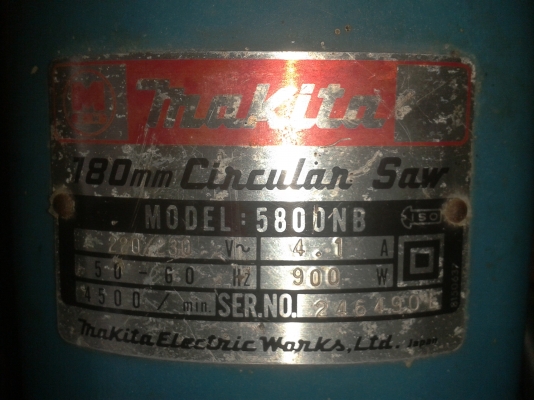 M Makita
180mm Circular Saw
MODEL: 5800NB
V~ 4.1 A
50-60 Hz 900 W
4500/min. SER.NO.
Makita Electric Works, Ltd. Japan